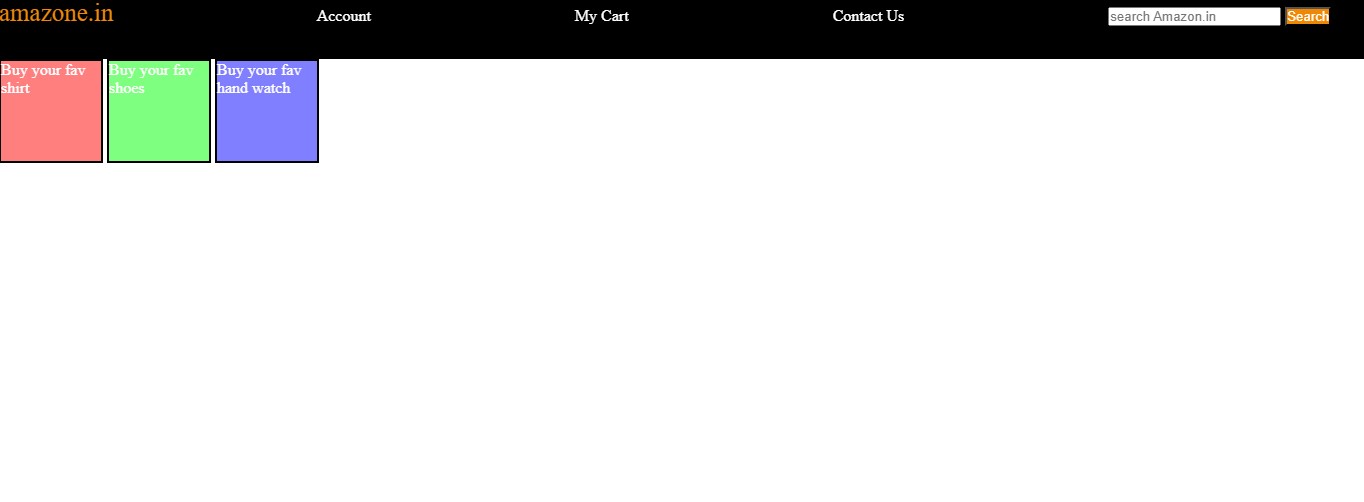 amazone.in Account My Cart Contact Us search Amazon.in Search
Buy your fav
shirt
Buy your fav
shoes
Buy your fav
hand watch